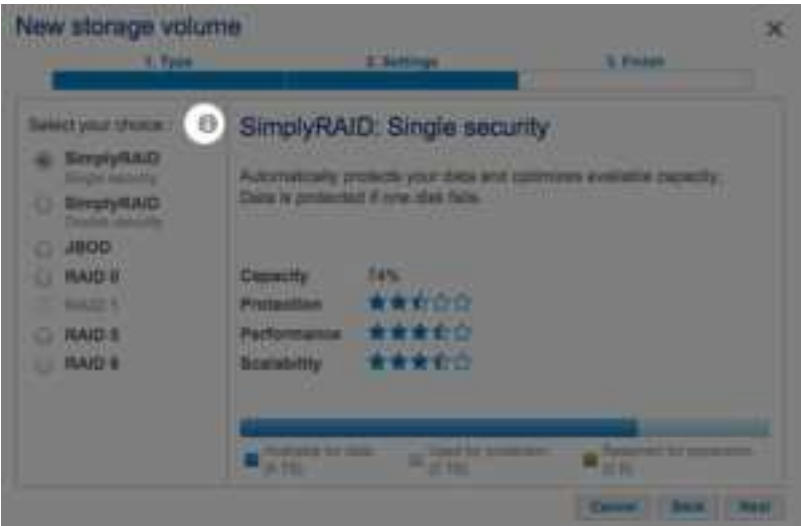 New storage volume
1. Type
2. Settings
3. Finish
Select your choice :
SimplyRAID
Single security
SimplyRAID
Double security
JBOD
RAID 0
RAID 1
RAID 5
RAID 6
SimplyRAID: Single security
Automatically protects your data and optimizes available capacity.
Data is protected if one disk fails.
Capacity 74%
Protection
Performance
Scalability
Available for data
Used for protection
Reserved for expansion
Cancel Back Next